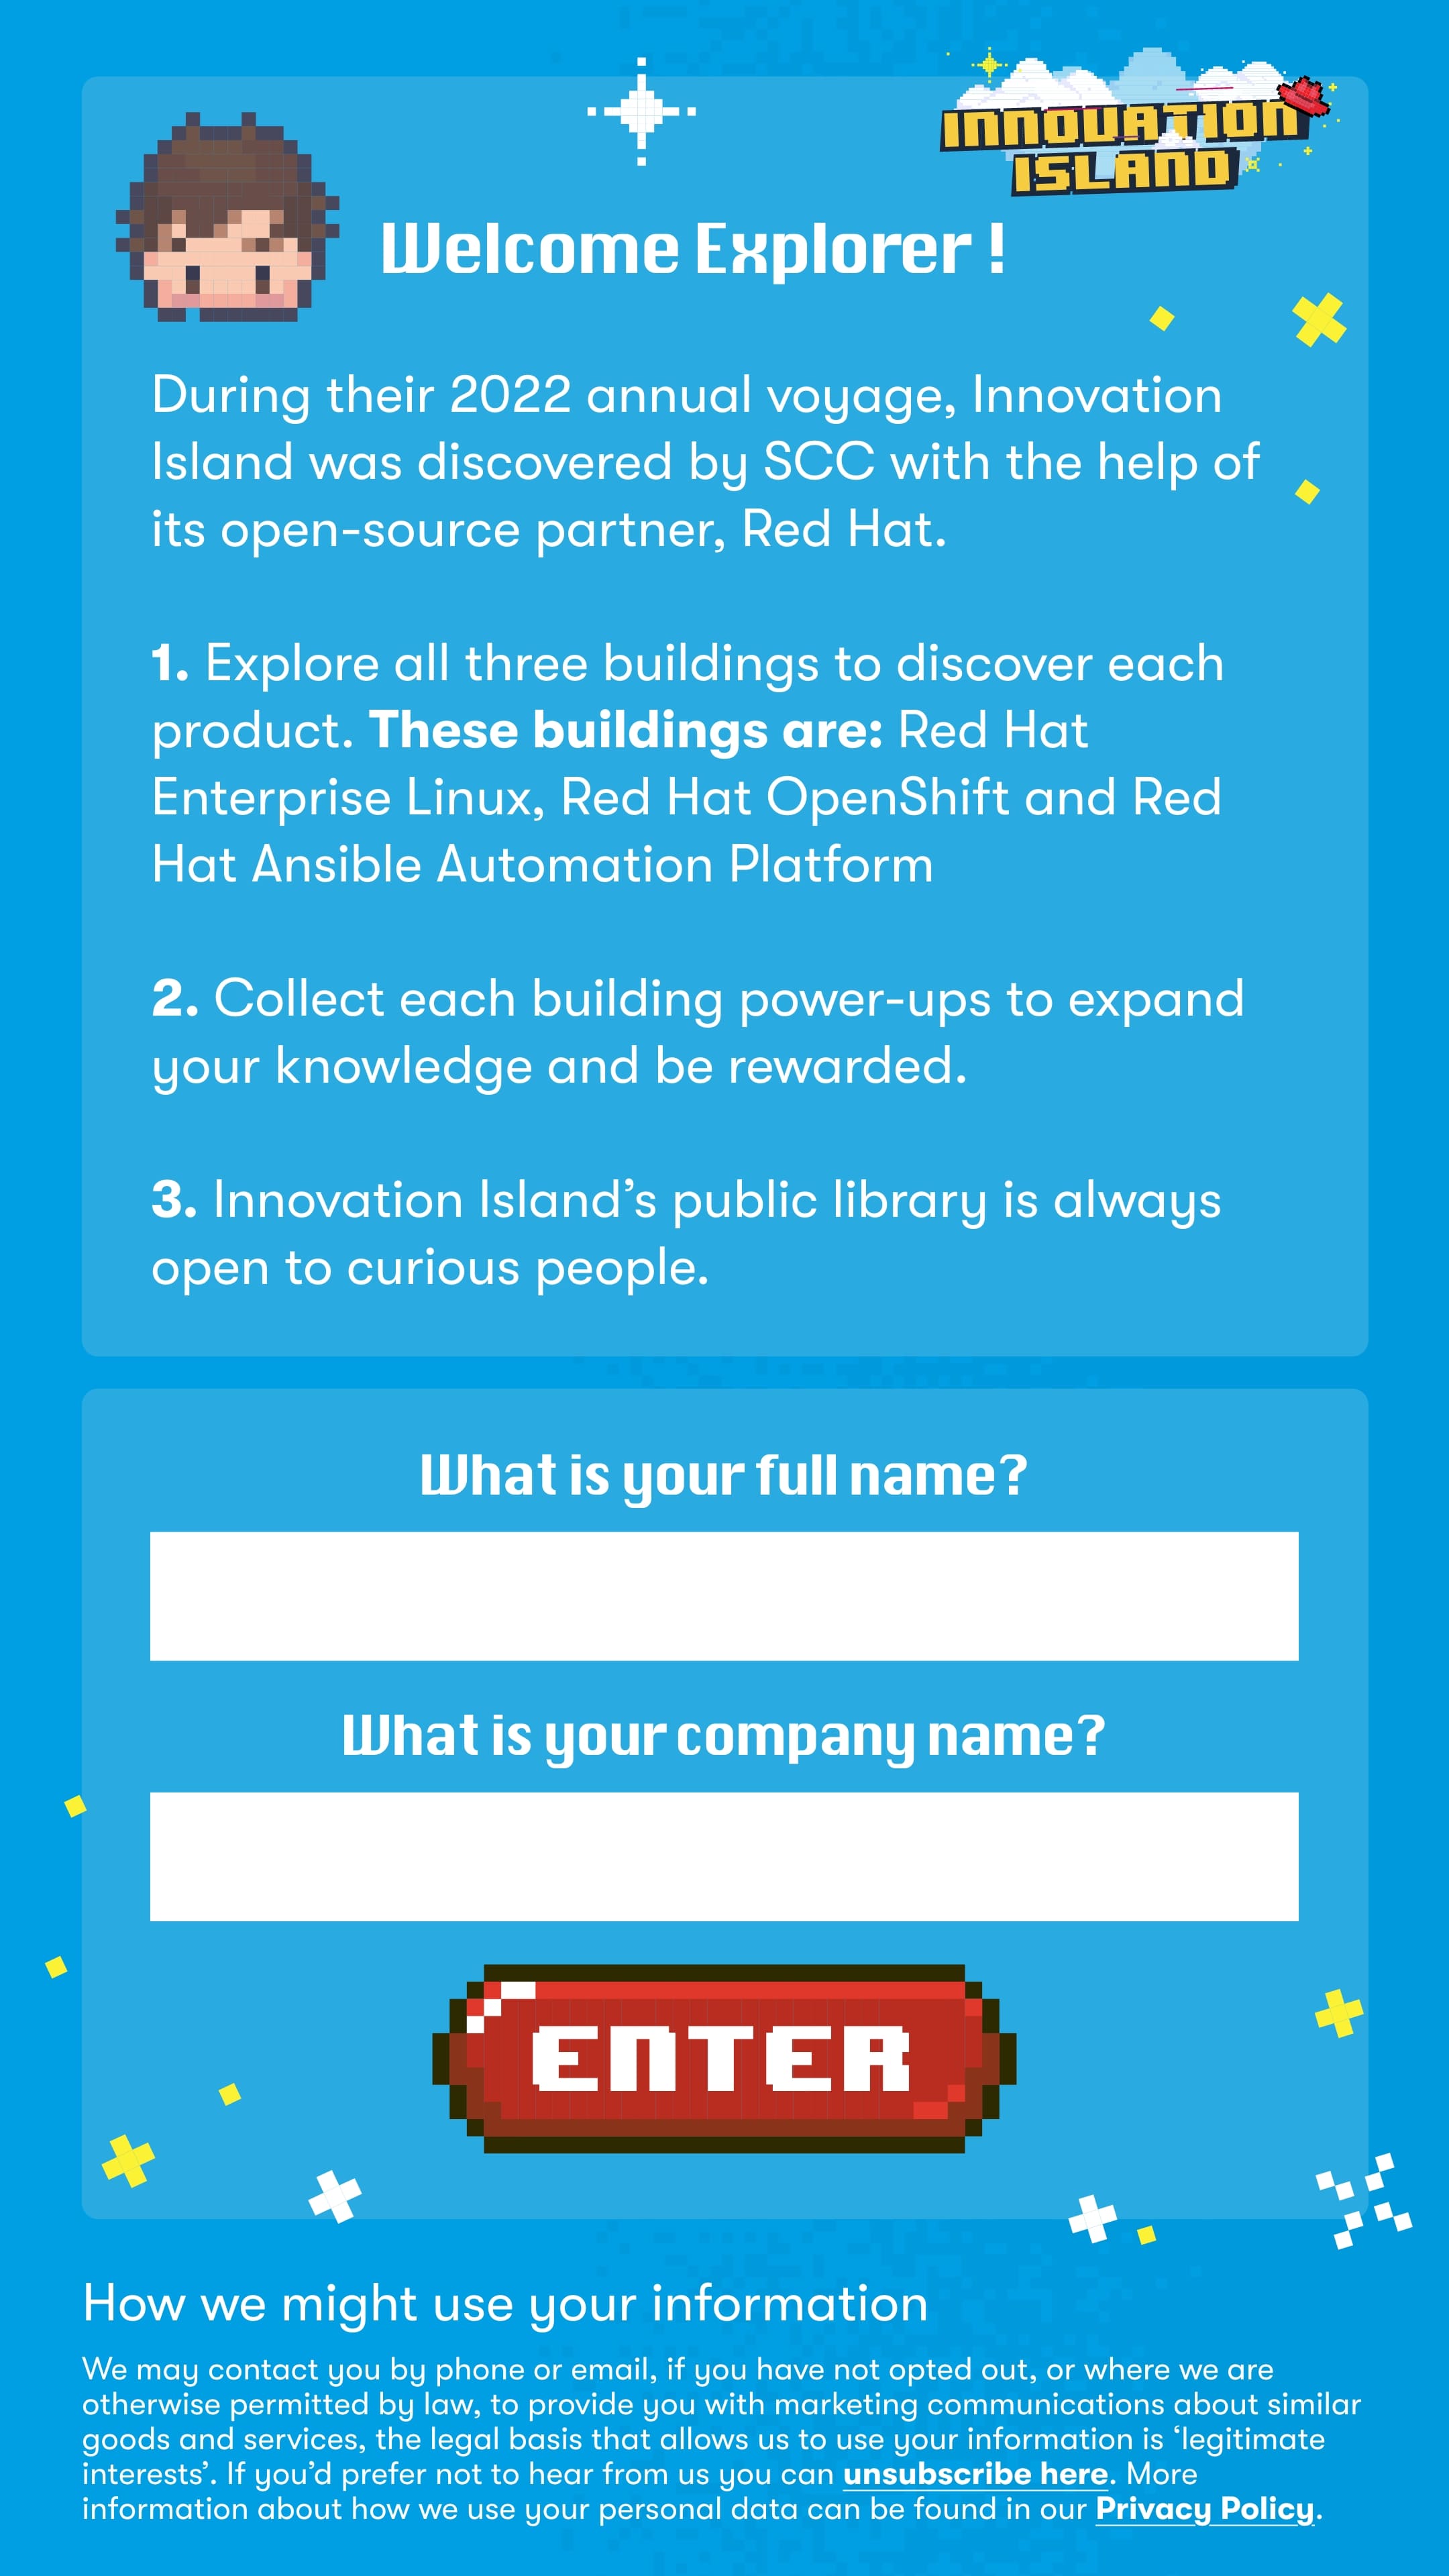 INNOVATION
ISLAND
Welcome Explorer !
During their 2022 annual voyage, Innovation
Island was discovered by SCC with the help of
its open-source partner, Red Hat.
1. Explore all three buildings to discover each
product. These buildings are: Red Hat
Enterprise Linux, Red Hat OpenShift and Red
Hat Ansible Automation Platform
2. Collect each building power-ups to expand
your knowledge and be rewarded.
3. Innovation Island’s public library is always
open to curious people.
What is your full name?
What is your company name?
ENTER
How we might use your information
We may contact you by phone or email, if you have not opted out, or where we are
otherwise permitted by law, to provide you with marketing communications about similar
goods and services, the legal basis that allows us to use your information is ‘legitimate
interests’. If you’d prefer not to hear from us you can unsubscribe here. More
information about how we use your personal data can be found in our Privacy Policy.